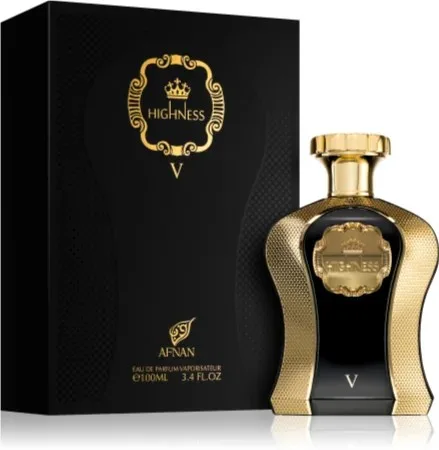 HIGHNESS
V
AFNAN
EAU DE PARFUM VAPORISATEUR
℮100ML 3.4 FL.OZ
HIGHNESS
V